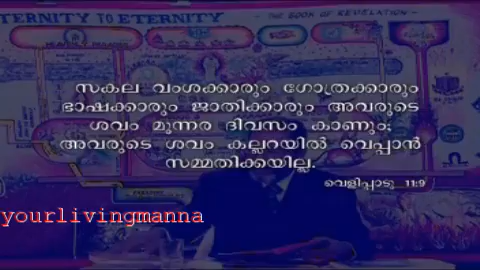 ETERNITY TO ETERNITY
THE BOOK OF REVELATION
സകല വംശക്കാരും ഗോത്രക്കാരും
ഭാഷക്കാരും ജാതിക്കാരും അവരുടെ
ശവം മൂന്നര ദിവസം കാണും;
അവരുടെ ശവം കല്ലറയിൽ വെപ്പാൻ
സമ്മതിക്കയില്ല.
വെളിപ്പാടു 11:9
yourlivingmanna